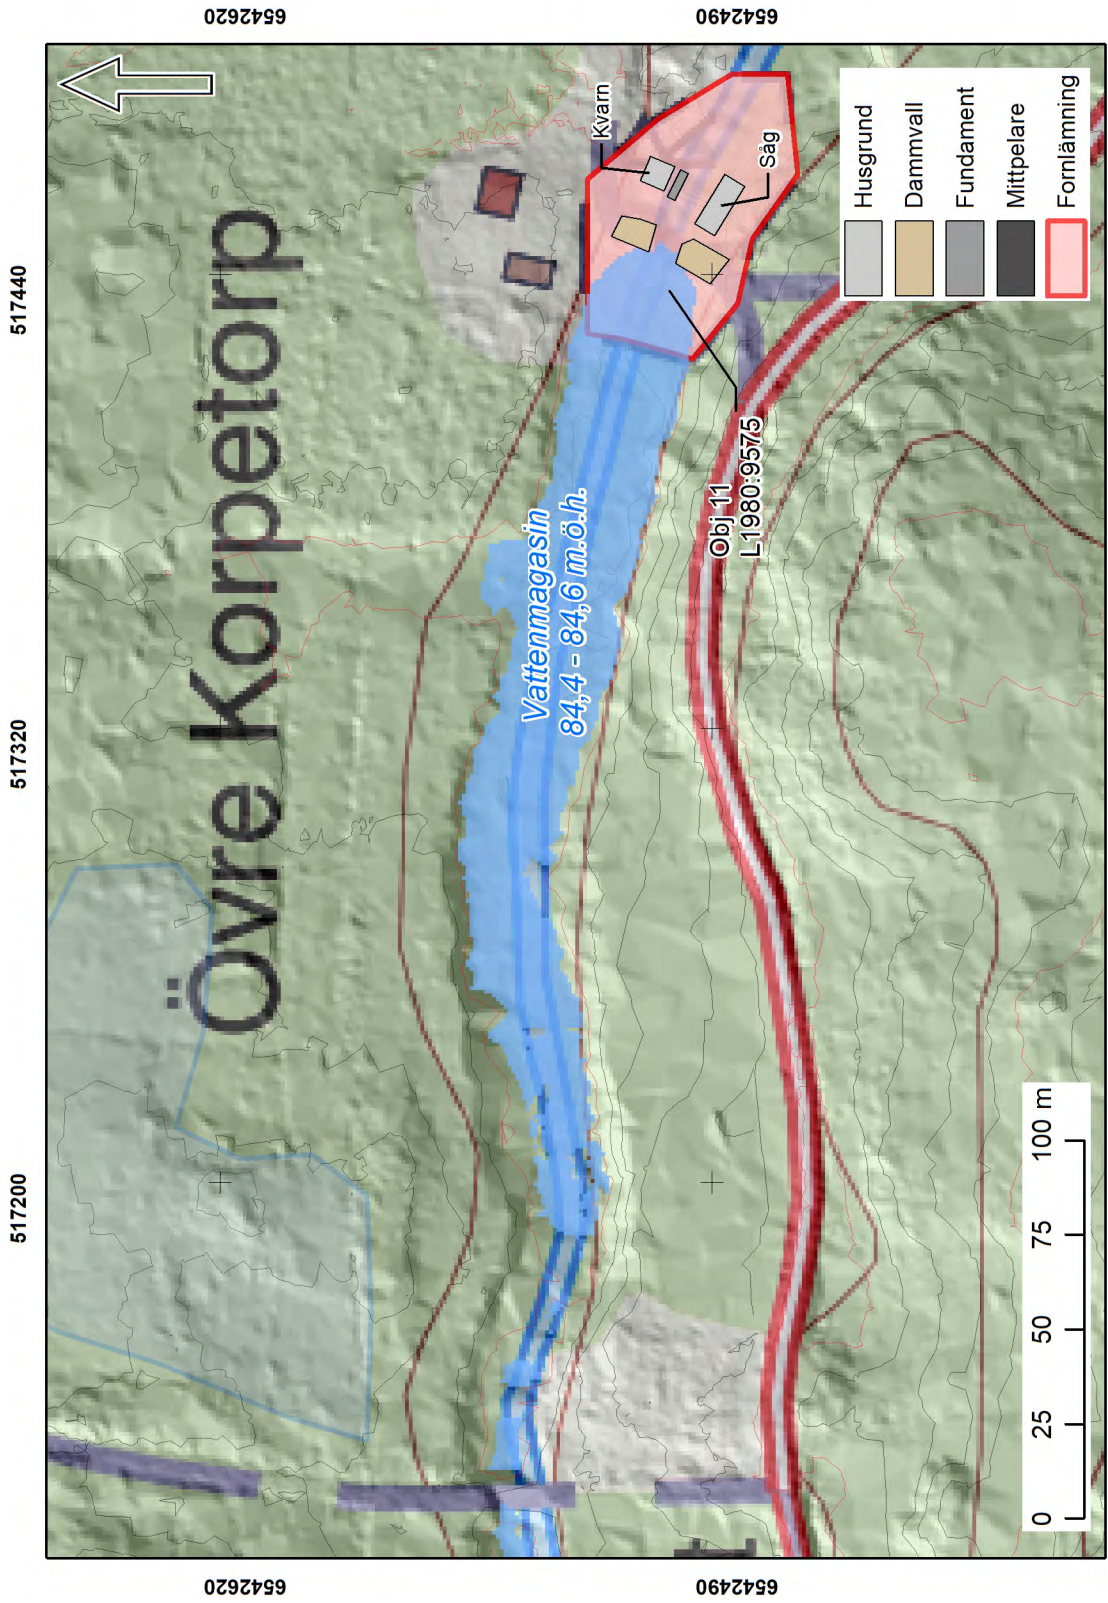 517200
517320
517440
6542620
6542620
Övre Korpetorp
Vattenmagasin
84,4 - 84,6 m.ö.h.
Kvarn
Såg
Obj 11
L1980:9575
6542490
6542490
Husgrund
Dammvall
Fundament
Mittpelare
Fornlämning
0
25
50
75
100 m